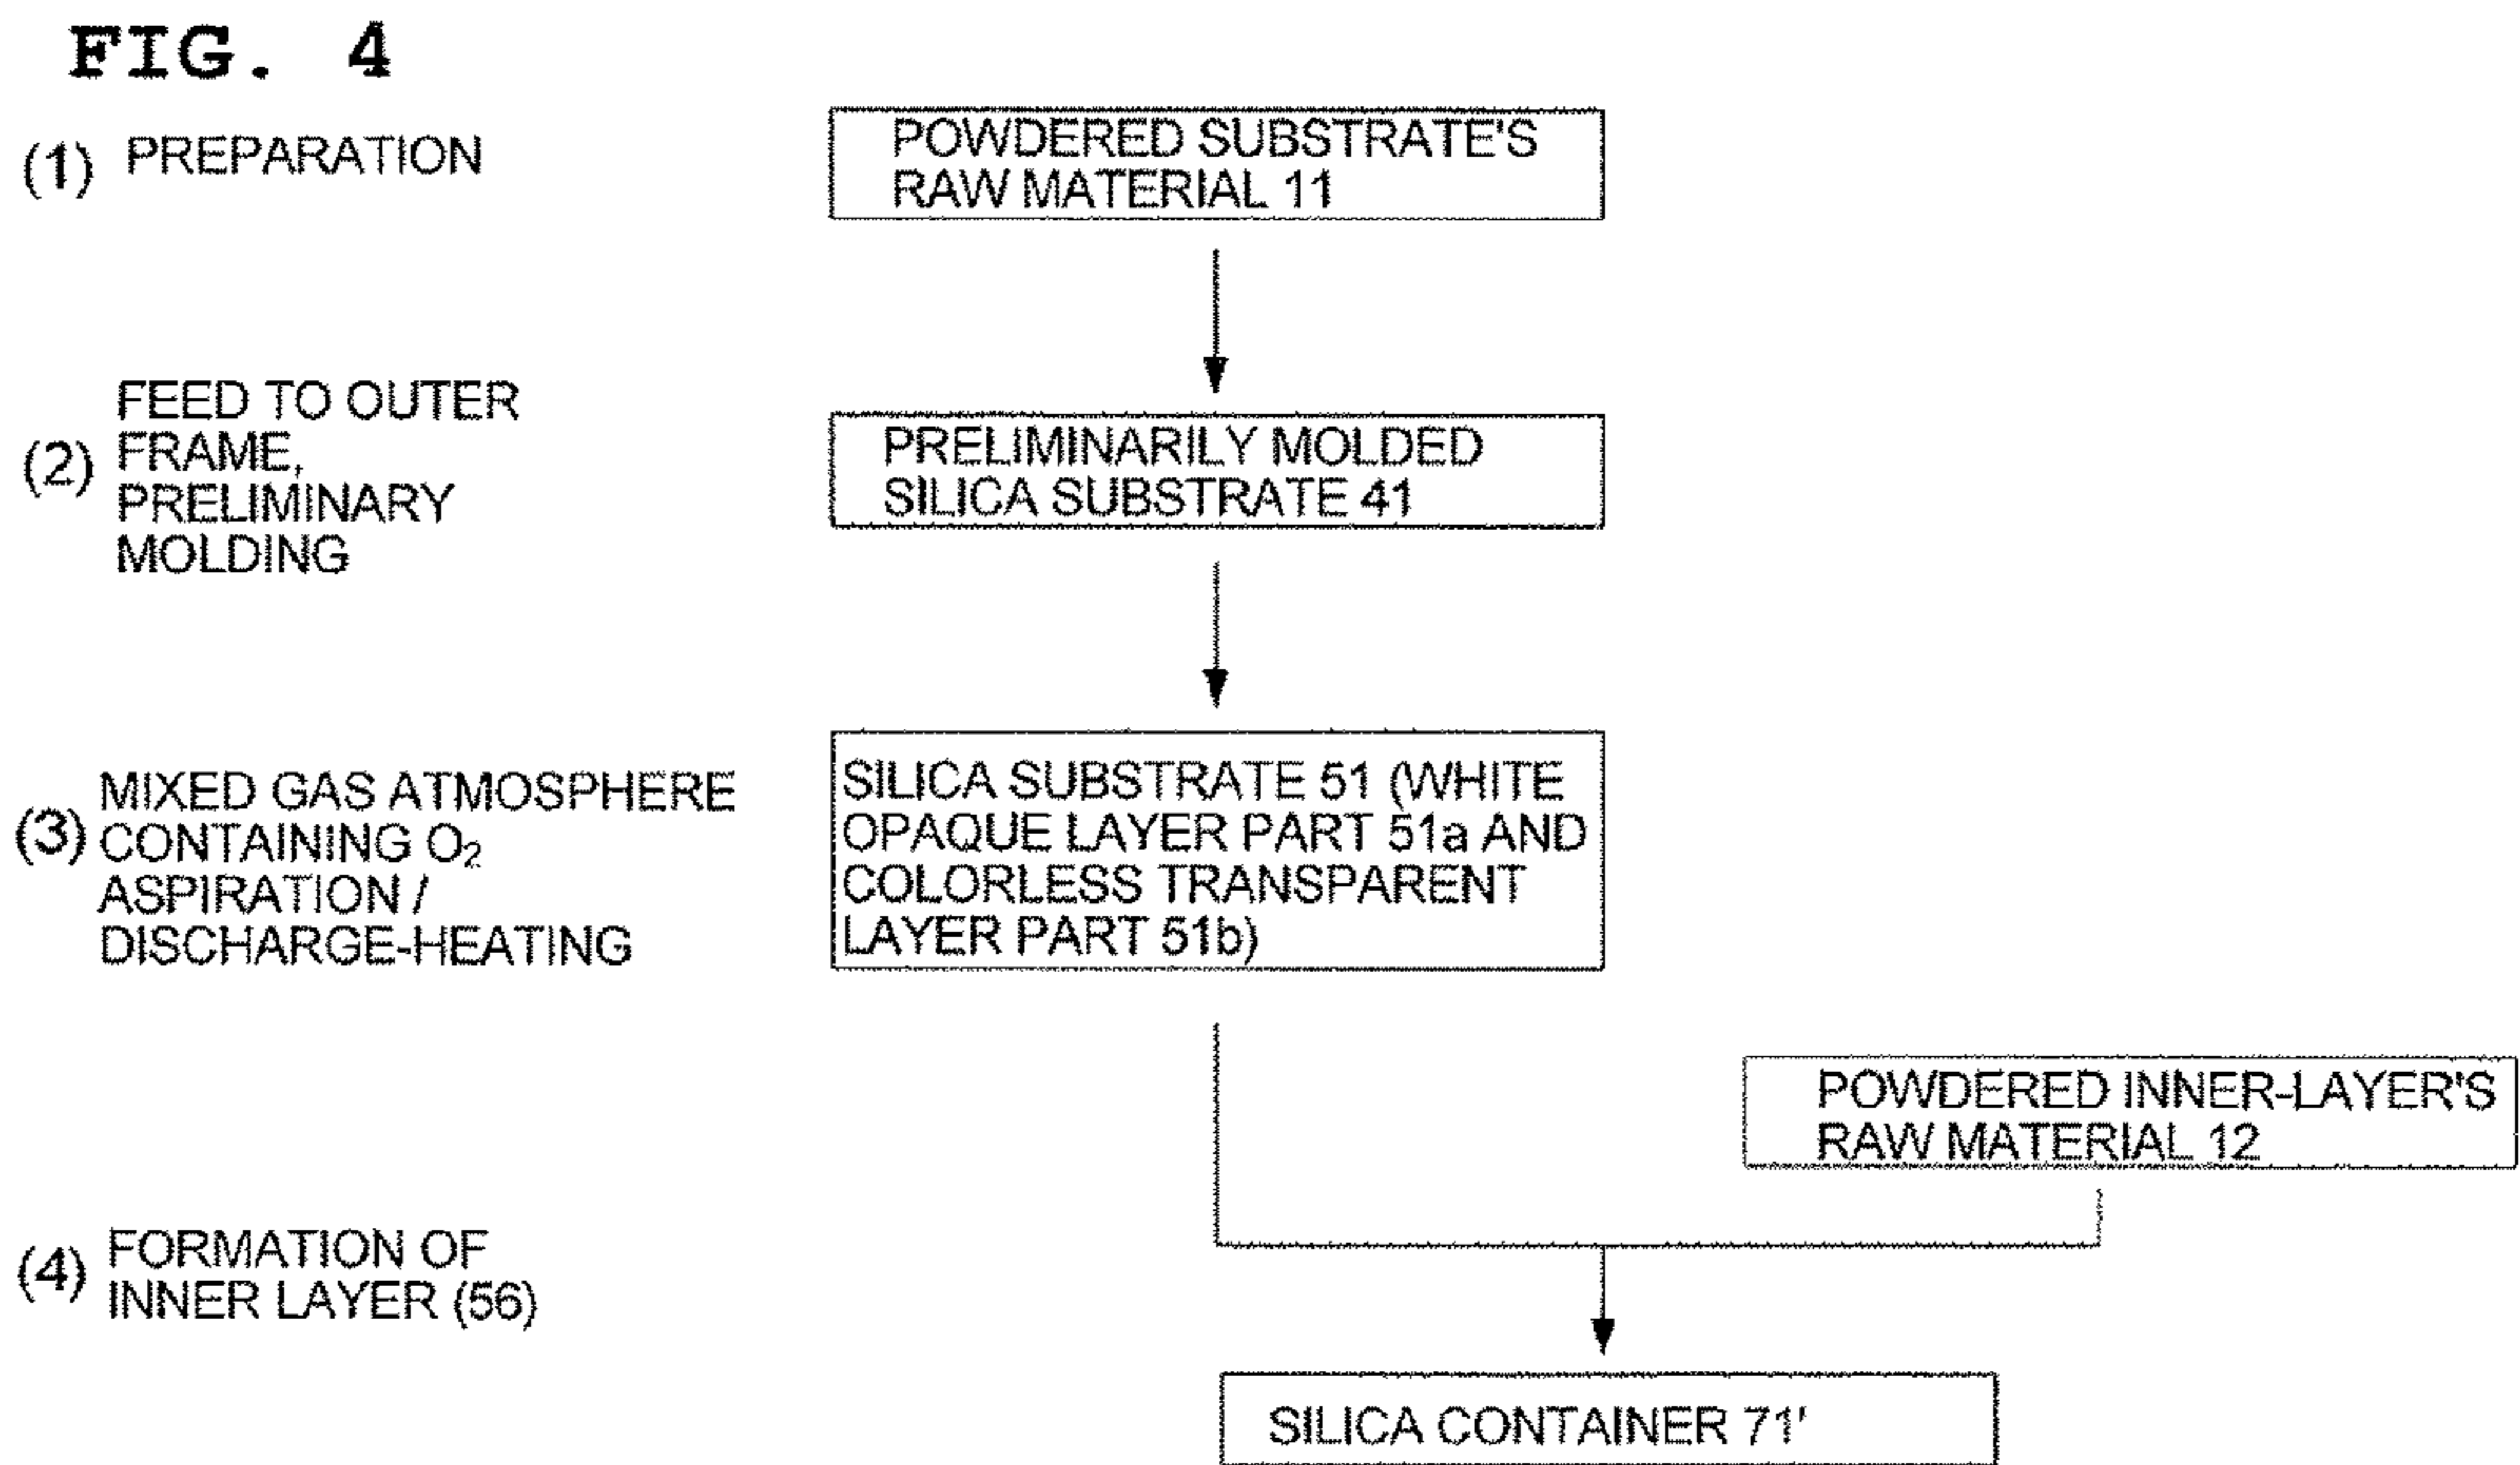 FIG. 4
(1) PREPARATION
POWDERED SUBSTRATE'S
RAW MATERIAL 11
(2) FEED TO OUTER
FRAME,
PRELIMINARY
MOLDING
PRELIMINARILY MOLDED
SILICA SUBSTRATE 41
(3) MIXED GAS ATMOSPHERE
CONTAINING O₂
ASPIRATION /
DISCHARGE-HEATING
SILICA SUBSTRATE 51 (WHITE
OPAQUE LAYER PART 51a AND
COLORLESS TRANSPARENT
LAYER PART 51b)
POWDERED INNER-LAYER'S
RAW MATERIAL 12
(4) FORMATION OF
INNER LAYER (56)
SILICA CONTAINER 71'